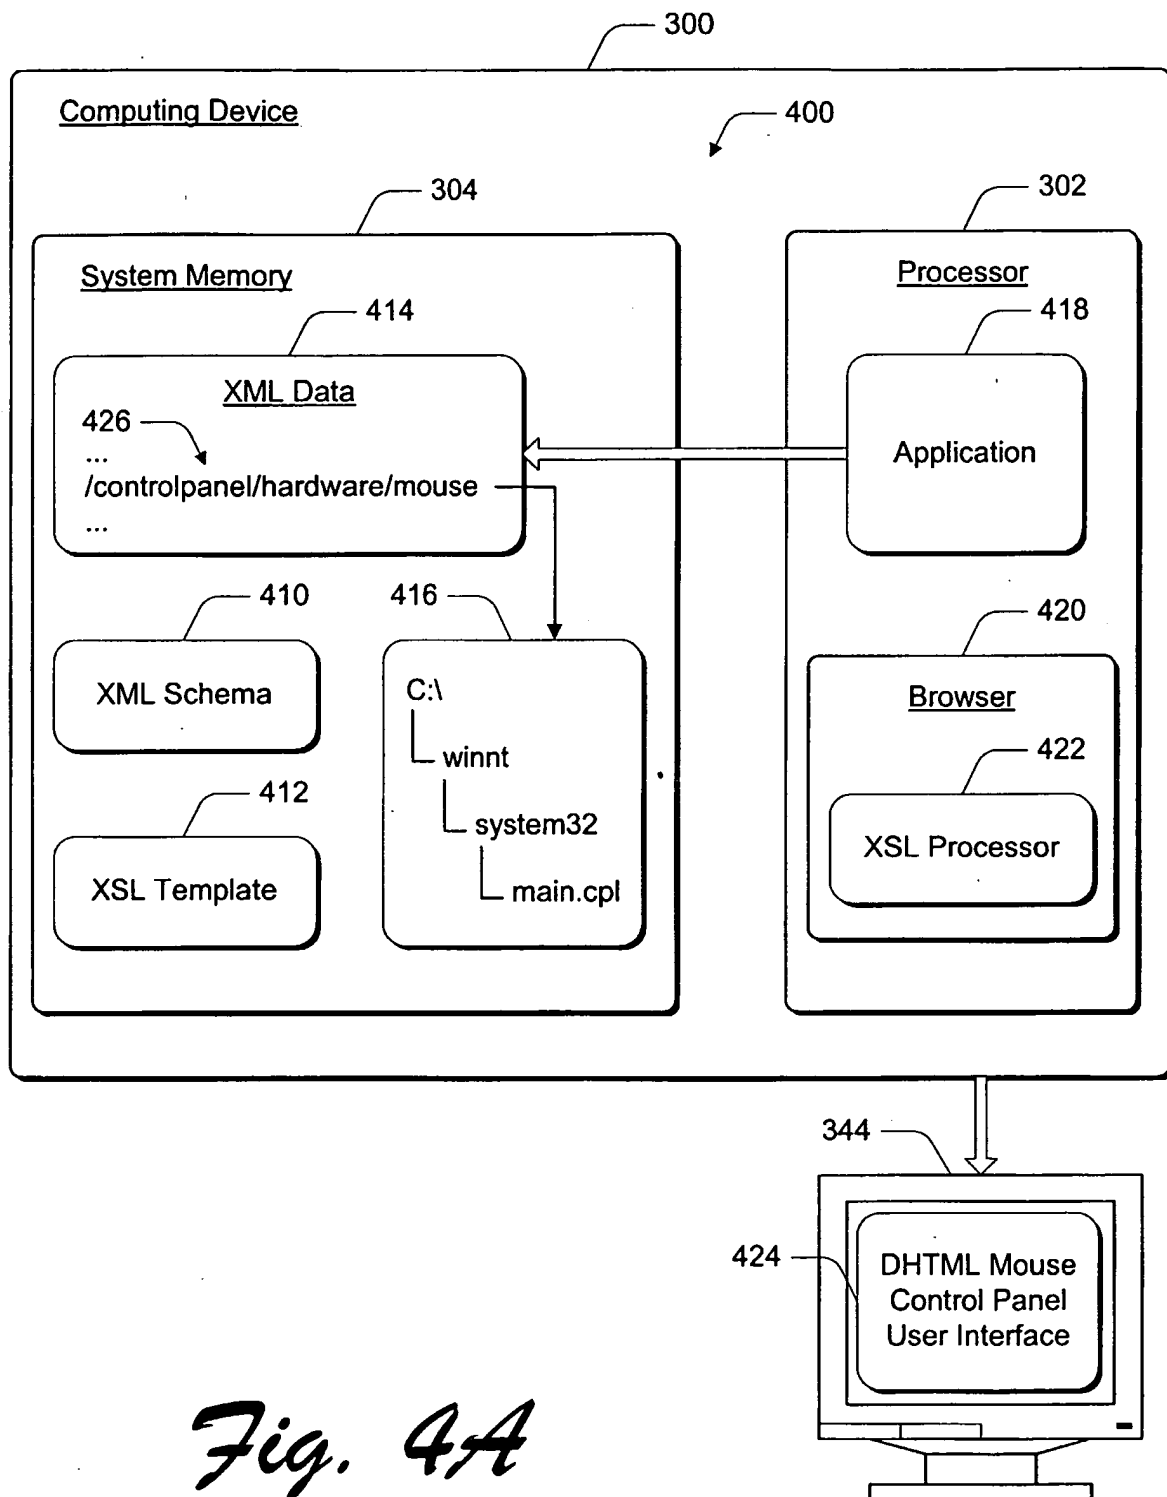 300
Computing Device
400
304
302
System Memory
Processor
414
418
XML Data
426
...
/controlpanel/hardware/mouse
...
Application
410
416
420
XML Schema
C:\
Browser
winnt
422
412
system32
XSL Processor
XSL Template
main.cpl
344
424
DHTML Mouse
Control Panel
User Interface
Fig. 4A